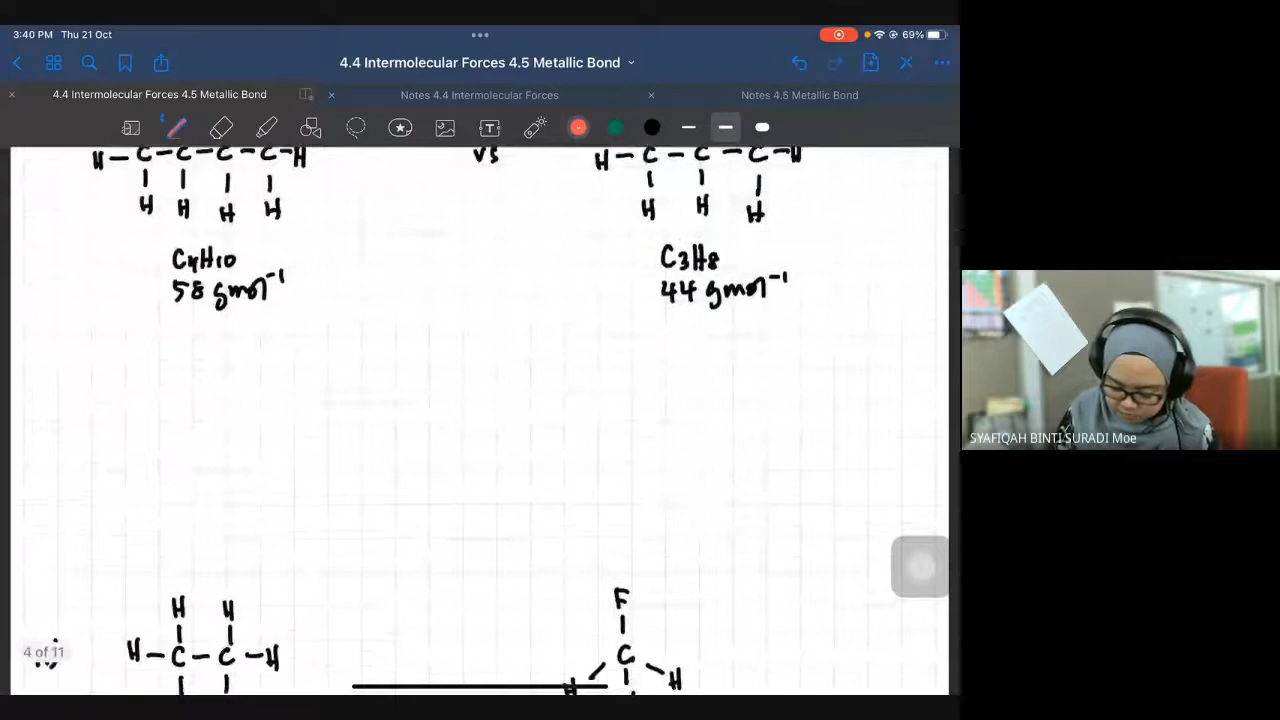 3:40 PM Thu 21 Oct
69%
4.4 Intermolecular Forces 4.5 Metallic Bond
4.4 Intermolecular Forces 4.5 Metallic Bond
Notes 4.4 Intermolecular Forces
Notes 4.5 Metallic Bond
H-C-C-C-C-H
vs
H-C-C-C-H
H H H H
H H H
C4H10
C3H8
58 gmol-1
44 gmol-1
SYAFIQAH BINTI SURADI Moe
F
H H
4 of 11
H-C-C-H
C
H H